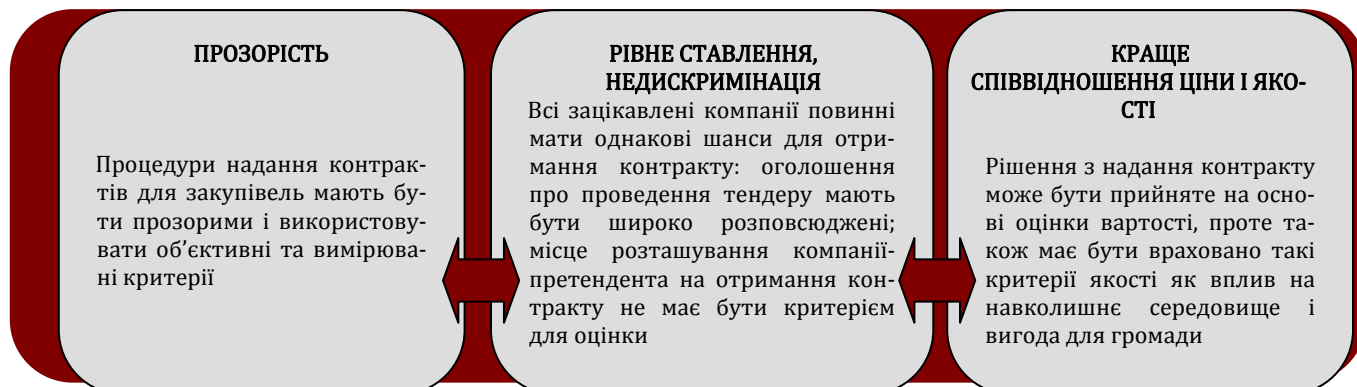 ПРОЗОРІСТЬ
Процедури надання контрак-
тів для закупівель мають бу-
ти прозорими і використову-
вати об’єктивні та вимірюва-
ні критерії
РІВНЕ СТАВЛЕННЯ,
НЕДИСКРИМІНАЦІЯ
Всі зацікавлені компанії повинні
мати однакові шанси для отри-
мання контракту: оголошення
про проведення тендеру мають
бути широко розповсюджені;
місце розташування компанії-
претендента на отримання кон-
тракту не має бути критерієм
для оцінки
КРАЩЕ
СПІВВІДНОШЕННЯ ЦІНИ І ЯКО-
СТІ
Рішення з надання контракту
може бути прийняте на осно-
ві оцінки вартості, проте та-
кож має бути враховано такі
критерії якості як вплив на
навколишнє середовище і
вигода для громади